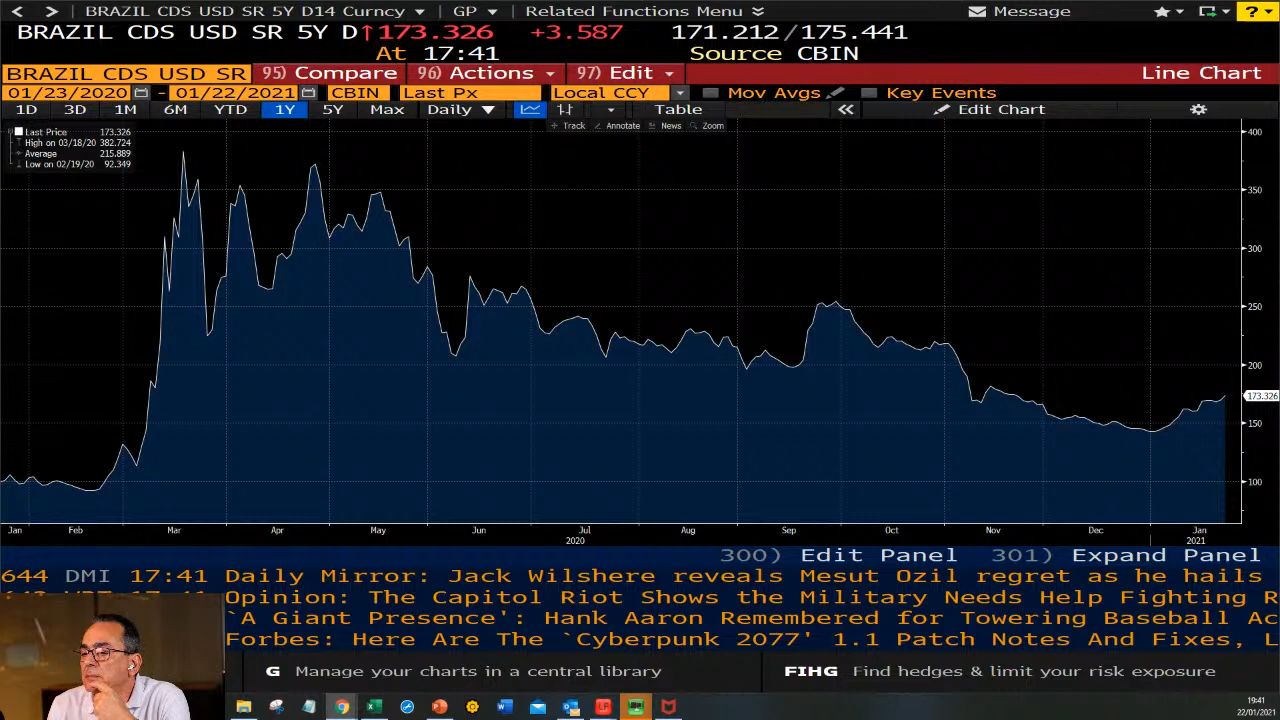 BRAZIL CDS USD SR 5Y D14 Curncy GP Related Functions Menu Message ?
BRAZIL CDS USD SR 5Y D↑173.326 +3.587 171.212/175.441
At 17:41 Source CBIN
BRAZIL CDS USD SR 95) Compare 96) Actions 97) Edit Line Chart
01/23/2020 - 01/22/2021 CBIN Last Px Local CCY Mov Avgs Key Events
1D 3D 1M 6M YTD 1Y 5Y Max Daily Table Edit Chart
Track Annotate News Zoom
Last Price 173.326
High on 03/18/20 382.724
Average 215.889
Low on 02/19/20 92.349
400
350
300
250
200
173.326
150
100
Jan Feb Mar Apr May Jun Jul Aug Sep Oct Nov Dec Jan
2020 2021
300) Edit Panel 301) Expand Panel
644 DMI 17:41 Daily Mirror: Jack Wilshere reveals Mesut Ozil regret as he hails
17:41 Opinion: The Capitol Riot Shows the Military Needs Help Fighting R
`A Giant Presence': Hank Aaron Remembered for Towering Baseball Ac
Forbes: Here Are The `Cyberpunk 2077' 1.1 Patch Notes And Fixes, L
G Manage your charts in a central library FIHG Find hedges & limit your risk exposure
19:41
22/01/2021